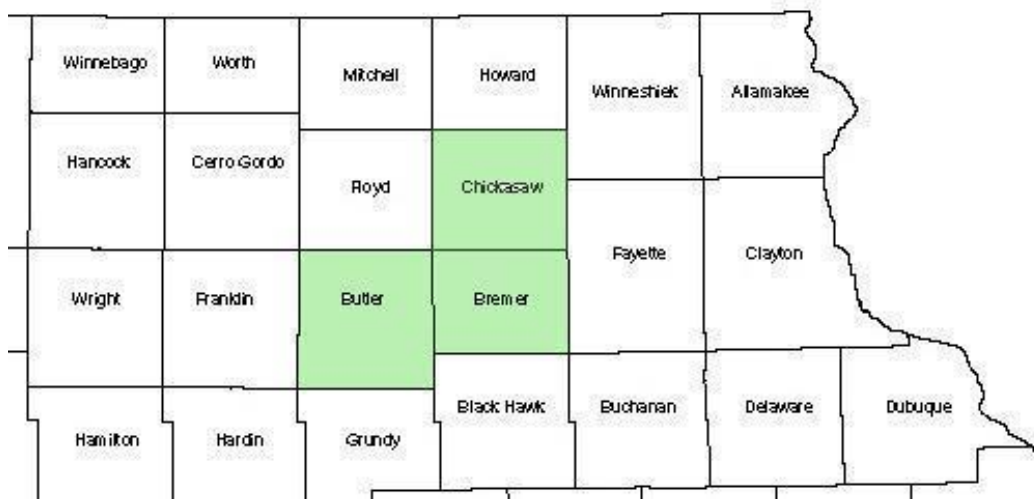 Winnebago
Worth
Mitchell
Howard
Winneshiek
Allamakee
Hancock
Cerro Gordo
Floyd
Chickasaw
Fayette
Clayton
Wright
Franklin
Butler
Bremer
Black Hawk
Buchanan
Delaware
Dubuque
Hamilton
Hardin
Grundy